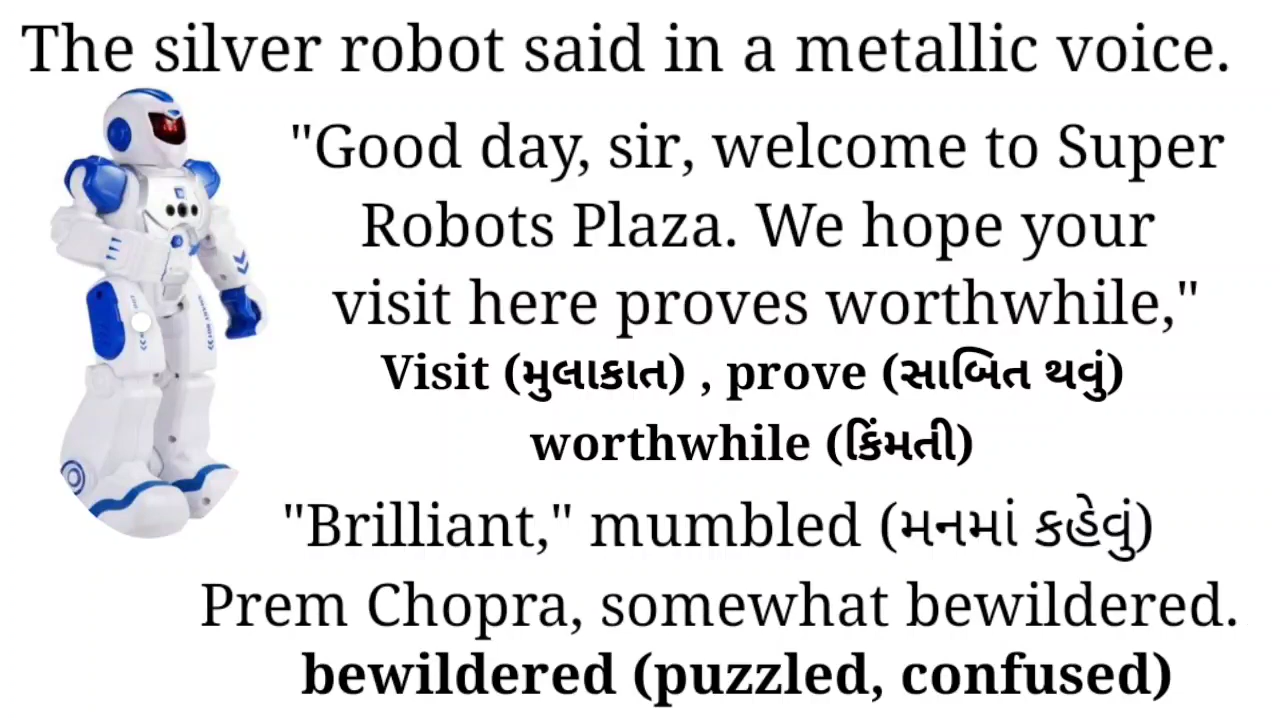 The silver robot said in a metallic voice.
"Good day, sir, welcome to Super
Robots Plaza. We hope your
visit here proves worthwhile,"
Visit (મુલાકાત) , prove (સાબિત થવું)
worthwhile (કિંમતી)
"Brilliant," mumbled (મનમાં કહેવું)
Prem Chopra, somewhat bewildered.
bewildered (puzzled, confused)